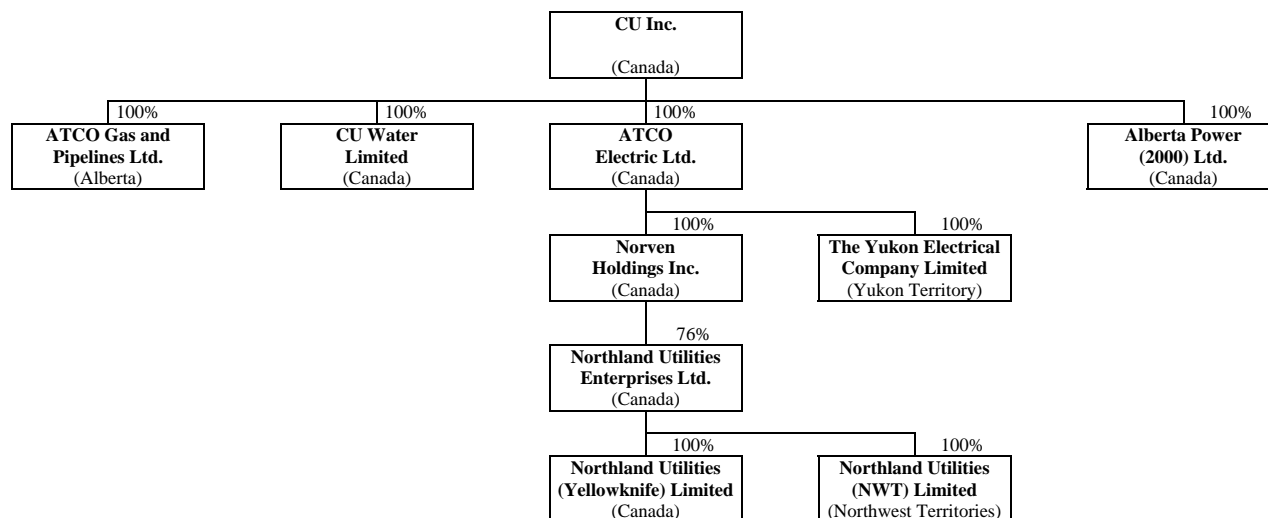 CU Inc.
(Canada)
100%
ATCO Gas and
Pipelines Ltd.
(Alberta)
100%
CU Water
Limited
(Canada)
100%
ATCO
Electric Ltd.
(Canada)
100%
Alberta Power
(2000) Ltd.
(Canada)
100%
Norven
Holdings Inc.
(Canada)
100%
The Yukon Electrical
Company Limited
(Yukon Territory)
76%
Northland Utilities
Enterprises Ltd.
(Canada)
100%
Northland Utilities
(Yellowknife) Limited
(Canada)
100%
Northland Utilities
(NWT) Limited
(Northwest Territories)